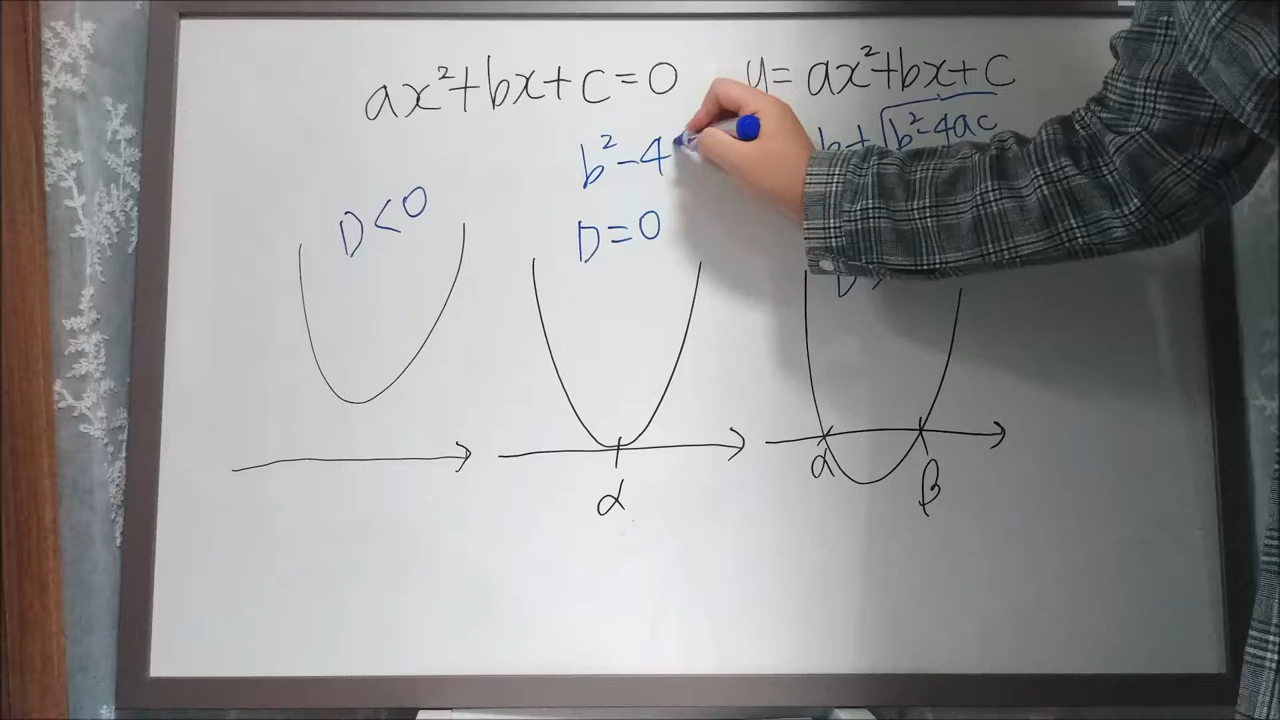 ax²+bx+c=0 y=ax²+bx+c
b²-4 b±√b²-4ac
D<0 D=0 D>
α α β